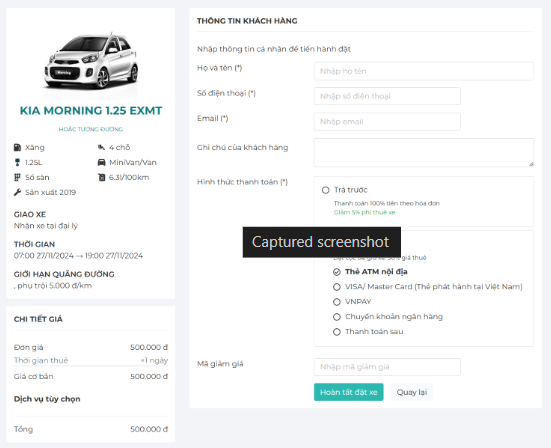 KIA MORNING 1.25 EXMT
HOẶC TƯƠNG ĐƯƠNG
Xăng
4 chỗ
1.25L
MiniVan/Van
Số sàn
6.3l/100km
Sản xuất 2019
GIAO XE
Nhận xe tại đại lý
THỜI GIAN
07:00 27/11/2024 → 19:00 27/11/2024
GIỚI HẠN QUÃNG ĐƯỜNG
, phụ trội 5.000 đ/km
CHI TIẾT GIÁ
Đơn giá 500.000 đ
Thời gian thuê ×1 ngày
Giá cơ bản 500.000 đ
Dịch vụ tùy chọn
Tổng 500.000 đ
THÔNG TIN KHÁCH HÀNG
Nhập thông tin cá nhân để tiến hành đặt
Họ và tên (*) Nhập họ tên
Số điện thoại (*) Nhập số điện thoại
Email (*) Nhập email
Ghi chú của khách hàng
Hình thức thanh toán (*)
Trả trước
Thanh toán 100% tiền theo hóa đơn
Giảm 5% phí thuê xe
Captured screenshot
giá thuê
Thẻ ATM nội địa
VISA/ Master Card (Thẻ phát hành tại Việt Nam)
VNPAY
Chuyển khoản ngân hàng
Thanh toán sau
Mã giảm giá Nhập mã giảm giá
Hoàn tất đặt xe Quay lại